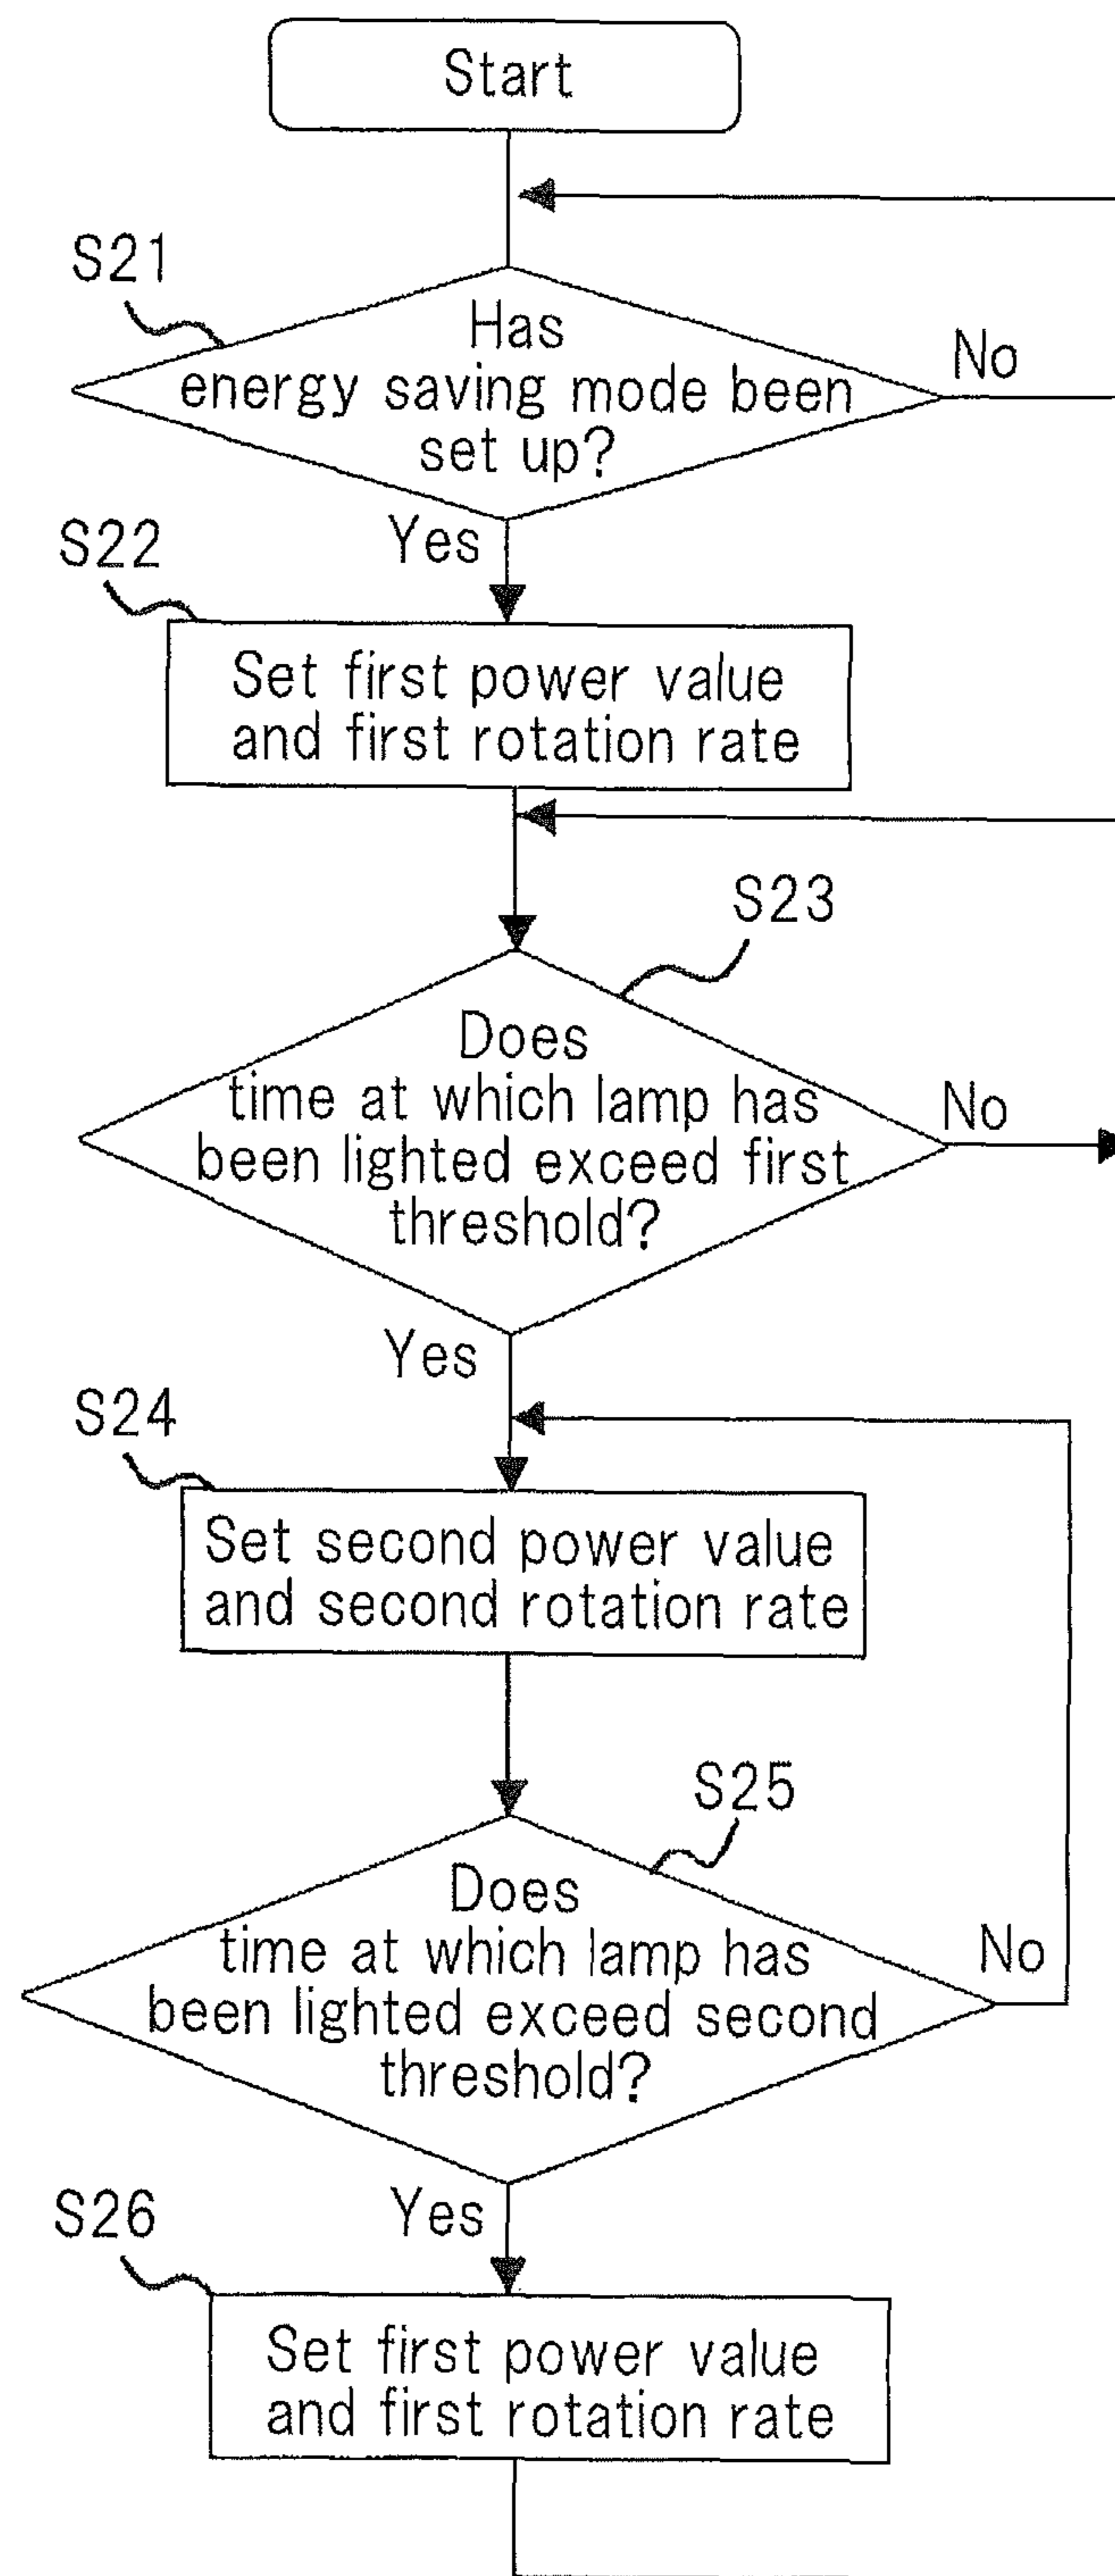 Start
S21
Has
energy saving mode been
set up?
No
Yes
S22
Set first power value
and first rotation rate
S23
Does
time at which lamp has
been lighted exceed first
threshold?
No
Yes
S24
Set second power value
and second rotation rate
S25
Does
time at which lamp has
been lighted exceed second
threshold?
No
Yes
S26
Set first power value
and first rotation rate